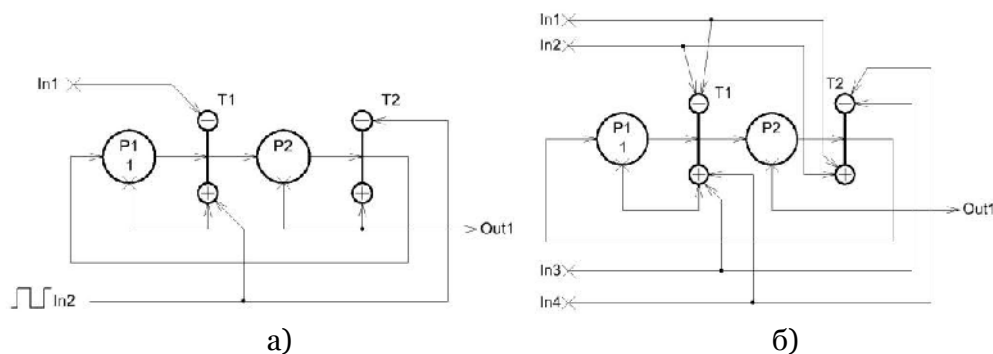 In1
T1
T2
P1
1
P2
Out1
In2
а)
In1
In2
T1
T2
P1
1
P2
Out1
In3
In4
б)